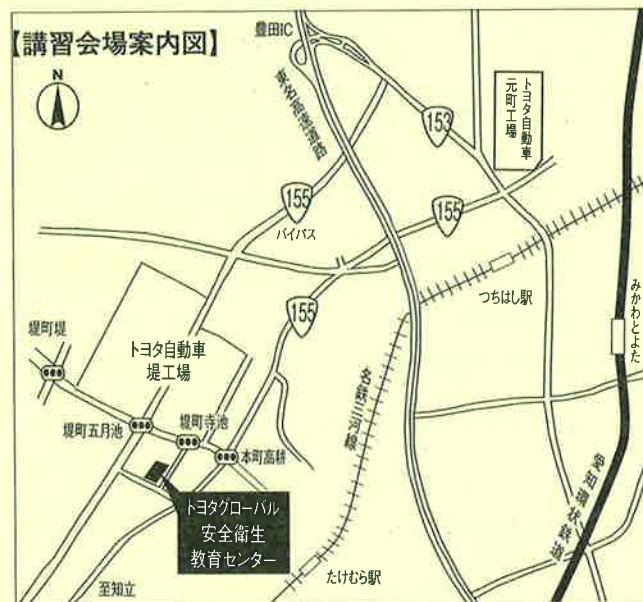 【講習会場案内図】
豊田IC
N
東名高速道路
153
トヨタ自動車
元町工場
155
バイパス
155
155
つちはし駅
みかわとよた
堤町堤
トヨタ自動車
堤工場
名鉄三河線
堤町五月池
堤町寺池
本町高耕
愛知環状鉄道
トヨタグローバル
安全衛生
教育センター
たけむら駅
至知立